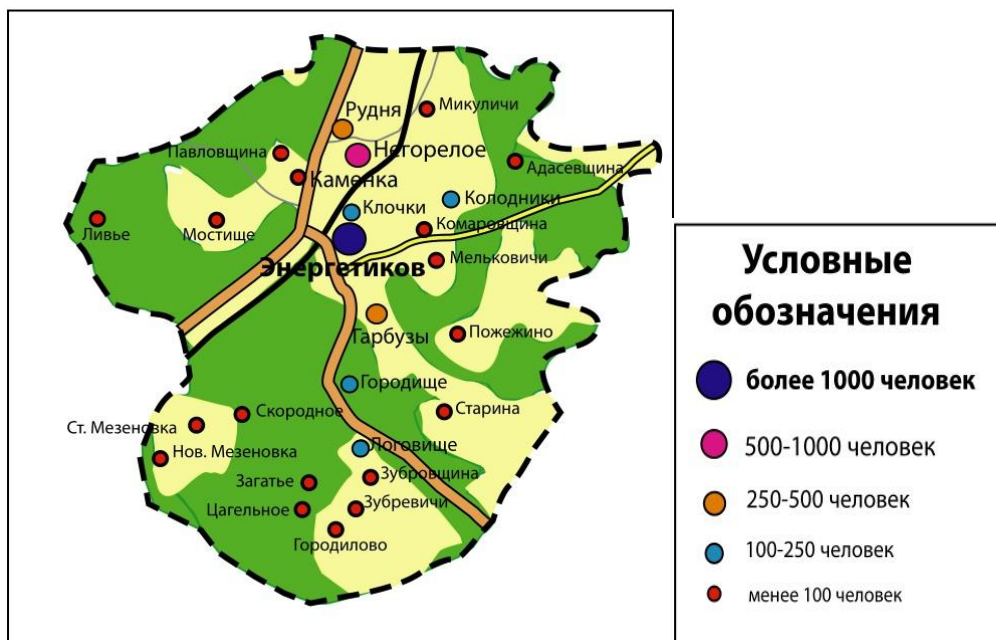 Рудня
Микуличи
Павловщина
Негорелое
Каменка
Адасевщина
Клочки
Колодники
Ливье
Мостище
Комаровщина
Энергетиков
Мельковичи
Гарбузы
Пожежино
Городище
Скородное
Старина
Ст. Мезеновка
Нов. Мезеновка
Логовище
Загатье
Зубровщина
Цагельное
Зубревичи
Городилово
Условные
обозначения
более 1000 человек
500-1000 человек
250-500 человек
100-250 человек
менее 100 человек